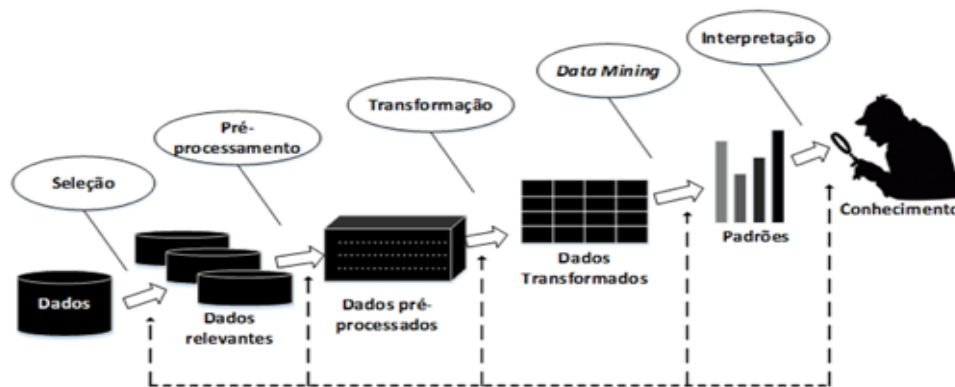 Seleção
Pré-
processamento
Transformação
Data Mining
Interpretação
Dados
Dados
relevantes
Dados pré-
processados
Dados
Transformados
Padrões
Conhecimento